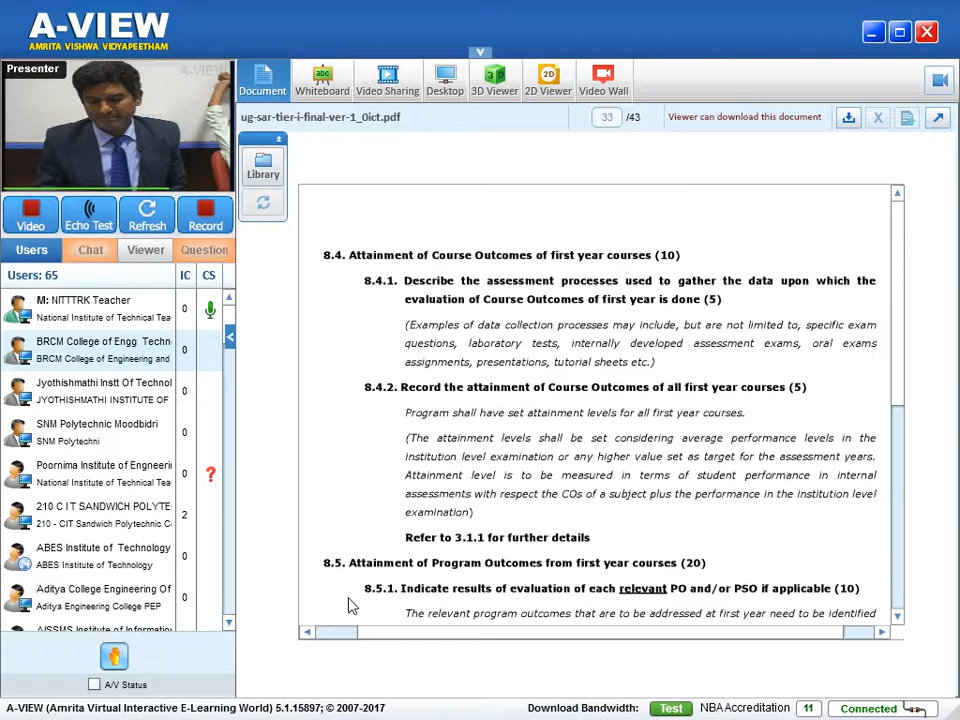 A-VIEW
AMRITA VISHWA VIDYAPEETHAM
Presenter
A-VIEW
Document
Whiteboard
Video Sharing
Desktop
3D Viewer
2D Viewer
Video Wall
abc
3 D
2D
ug-sar-tier-i-final-ver-1_0ict.pdf
33 /43
Viewer can download this document
Library
Video
Echo Test
Refresh
Record
Users
Chat
Viewer
Question
Users: 65
IC
CS
M: NITTTRK Teacher
National Institute of Technical Tea
0
BRCM College of Engg Techn
BRCM College of Engineering and
0
Jyothishmathi Instt Of Technol
JYOTHISHMATHI INSTITUTE OF
0
SNM Polytechnic Moodbidri
SNM Polytechni
0
Poornima Institute of Engneeri
National Institute of Technical Tea
0
?
210 C I T SANDWICH POLYTE
210 - CIT Sandwich Polytechnic C
2
ABES Institute of Technology
ABES Institute of Technology
0
Aditya College Engineering Of
Aditya Engineering College PEP
0
AISSMS Institute of Informatio
A/V Status
8.4. Attainment of Course Outcomes of first year courses (10)
8.4.1. Describe the assessment processes used to gather the data upon which the
evaluation of Course Outcomes of first year is done (5)
(Examples of data collection processes may include, but are not limited to, specific exam
questions, laboratory tests, internally developed assessment exams, oral exams
assignments, presentations, tutorial sheets etc.)
8.4.2. Record the attainment of Course Outcomes of all first year courses (5)
Program shall have set attainment levels for all first year courses.
(The attainment levels shall be set considering average performance levels in the
institution level examination or any higher value set as target for the assessment years.
Attainment level is to be measured in terms of student performance in internal
assessments with respect the COs of a subject plus the performance in the institution level
examination)
Refer to 3.1.1 for further details
8.5. Attainment of Program Outcomes from first year courses (20)
8.5.1. Indicate results of evaluation of each relevant PO and/or PSO if applicable (10)
The relevant program outcomes that are to be addressed at first year need to be identified
A-VIEW (Amrita Virtual Interactive E-Learning World) 5.1.15897; © 2007-2017
Download Bandwidth:
Test
NBA Accreditation
11
Connected